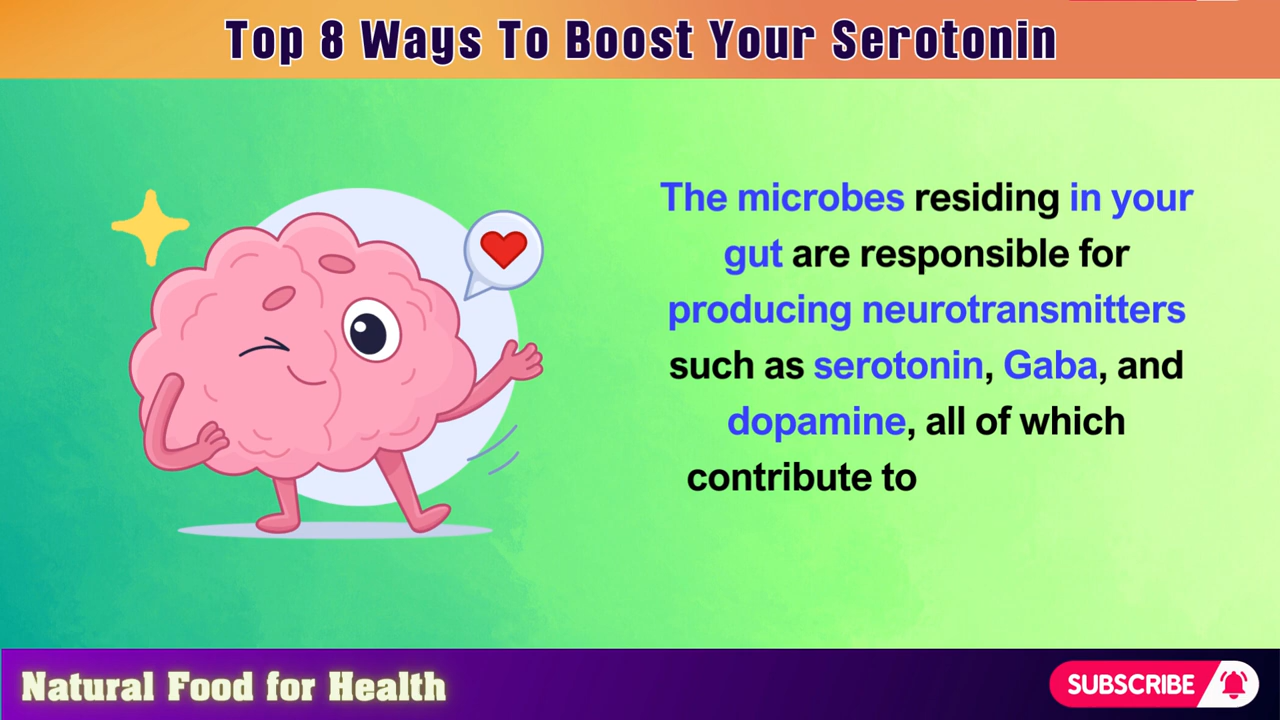 Top 8 Ways To Boost Your Serotonin
The microbes residing in your
gut are responsible for
producing neurotransmitters
such as serotonin, Gaba, and
dopamine, all of which
contribute to
Natural Food for Health
SUBSCRIBE